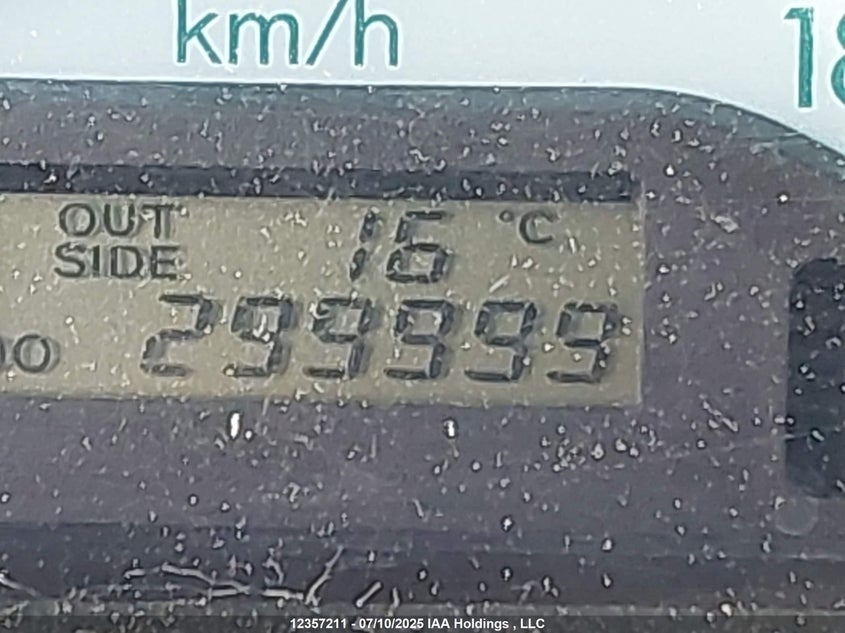 km/h
18
OUT
SIDE
16 °C
299999
12357211 - 07/10/2025 IAA Holdings , LLC